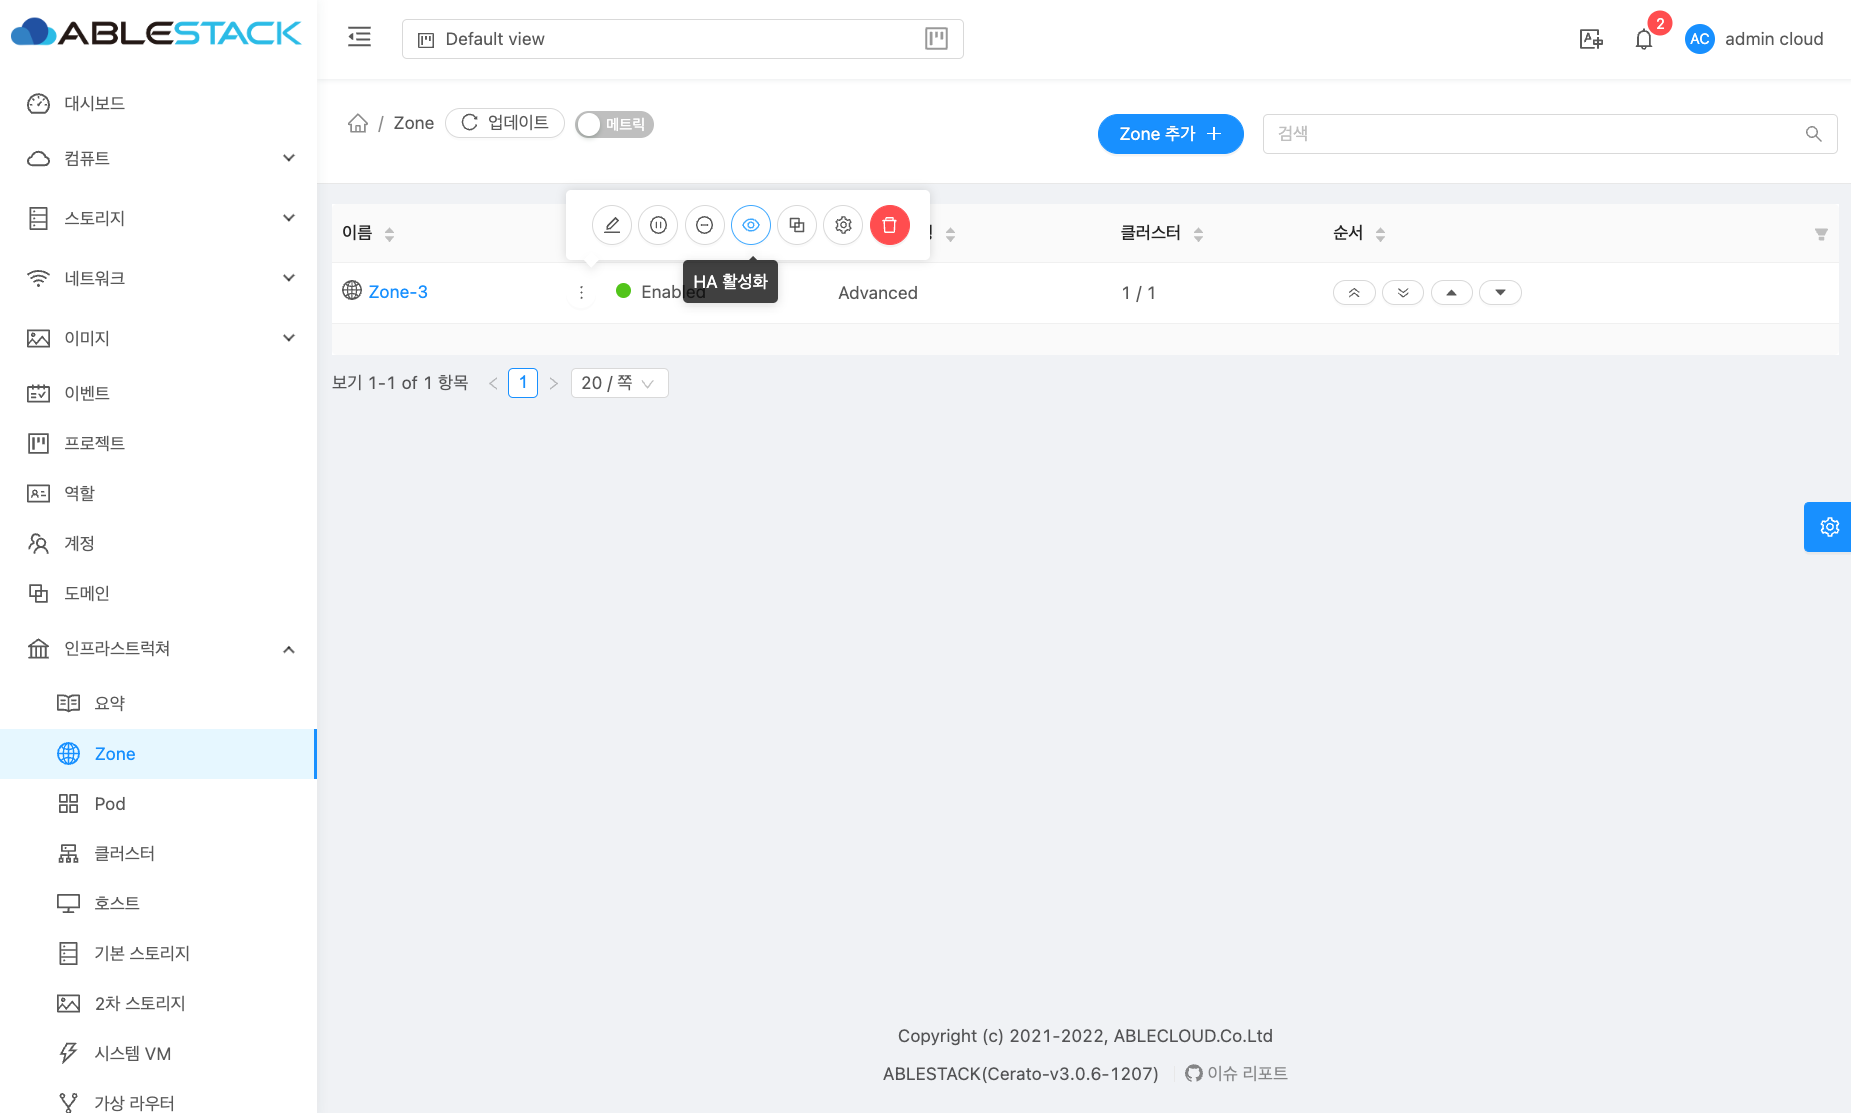 ABLESTACK
Default view
2
AC
admin cloud
대시보드
컴퓨트
스토리지
네트워크
이미지
이벤트
프로젝트
역할
계정
도메인
인프라스트럭쳐
요약
Zone
Pod
클러스터
호스트
기본 스토리지
2차 스토리지
시스템 VM
가상 라우터
/ Zone
업데이트
메트릭
Zone 추가
검색
이름
클러스터
순서
HA 활성화
Zone-3
Enabled
Advanced
1 / 1
보기 1-1 of 1 항목
1
20 / 쪽
Copyright (c) 2021-2022, ABLECLOUD.Co.Ltd
ABLESTACK(Cerato-v3.0.6-1207)
이슈 리포트